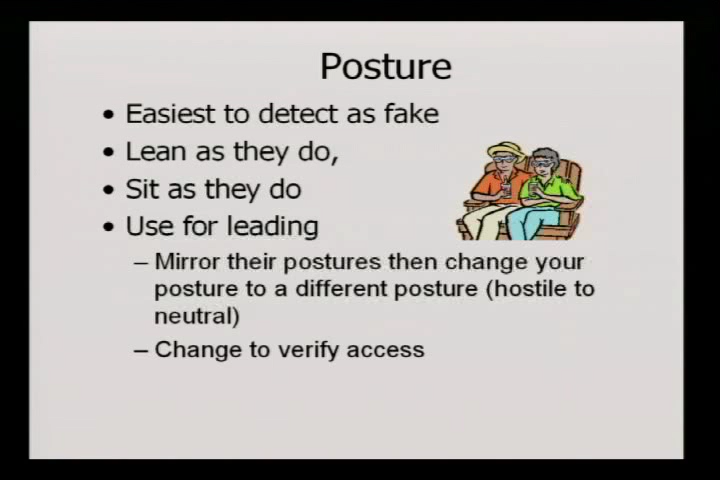 Posture
• Easiest to detect as fake
• Lean as they do,
• Sit as they do
• Use for leading
– Mirror their postures then change your
posture to a different posture (hostile to
neutral)
– Change to verify access